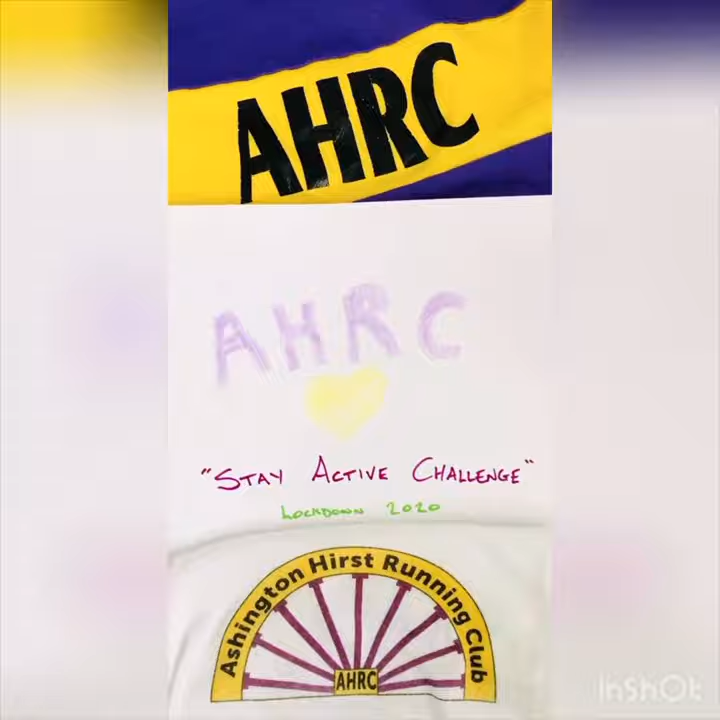 AHRC
AHRC
"STAY ACTIVE CHALLENGE"
LOCKDOWN 2020
Ashington Hirst Running Club
AHRC
InShOt